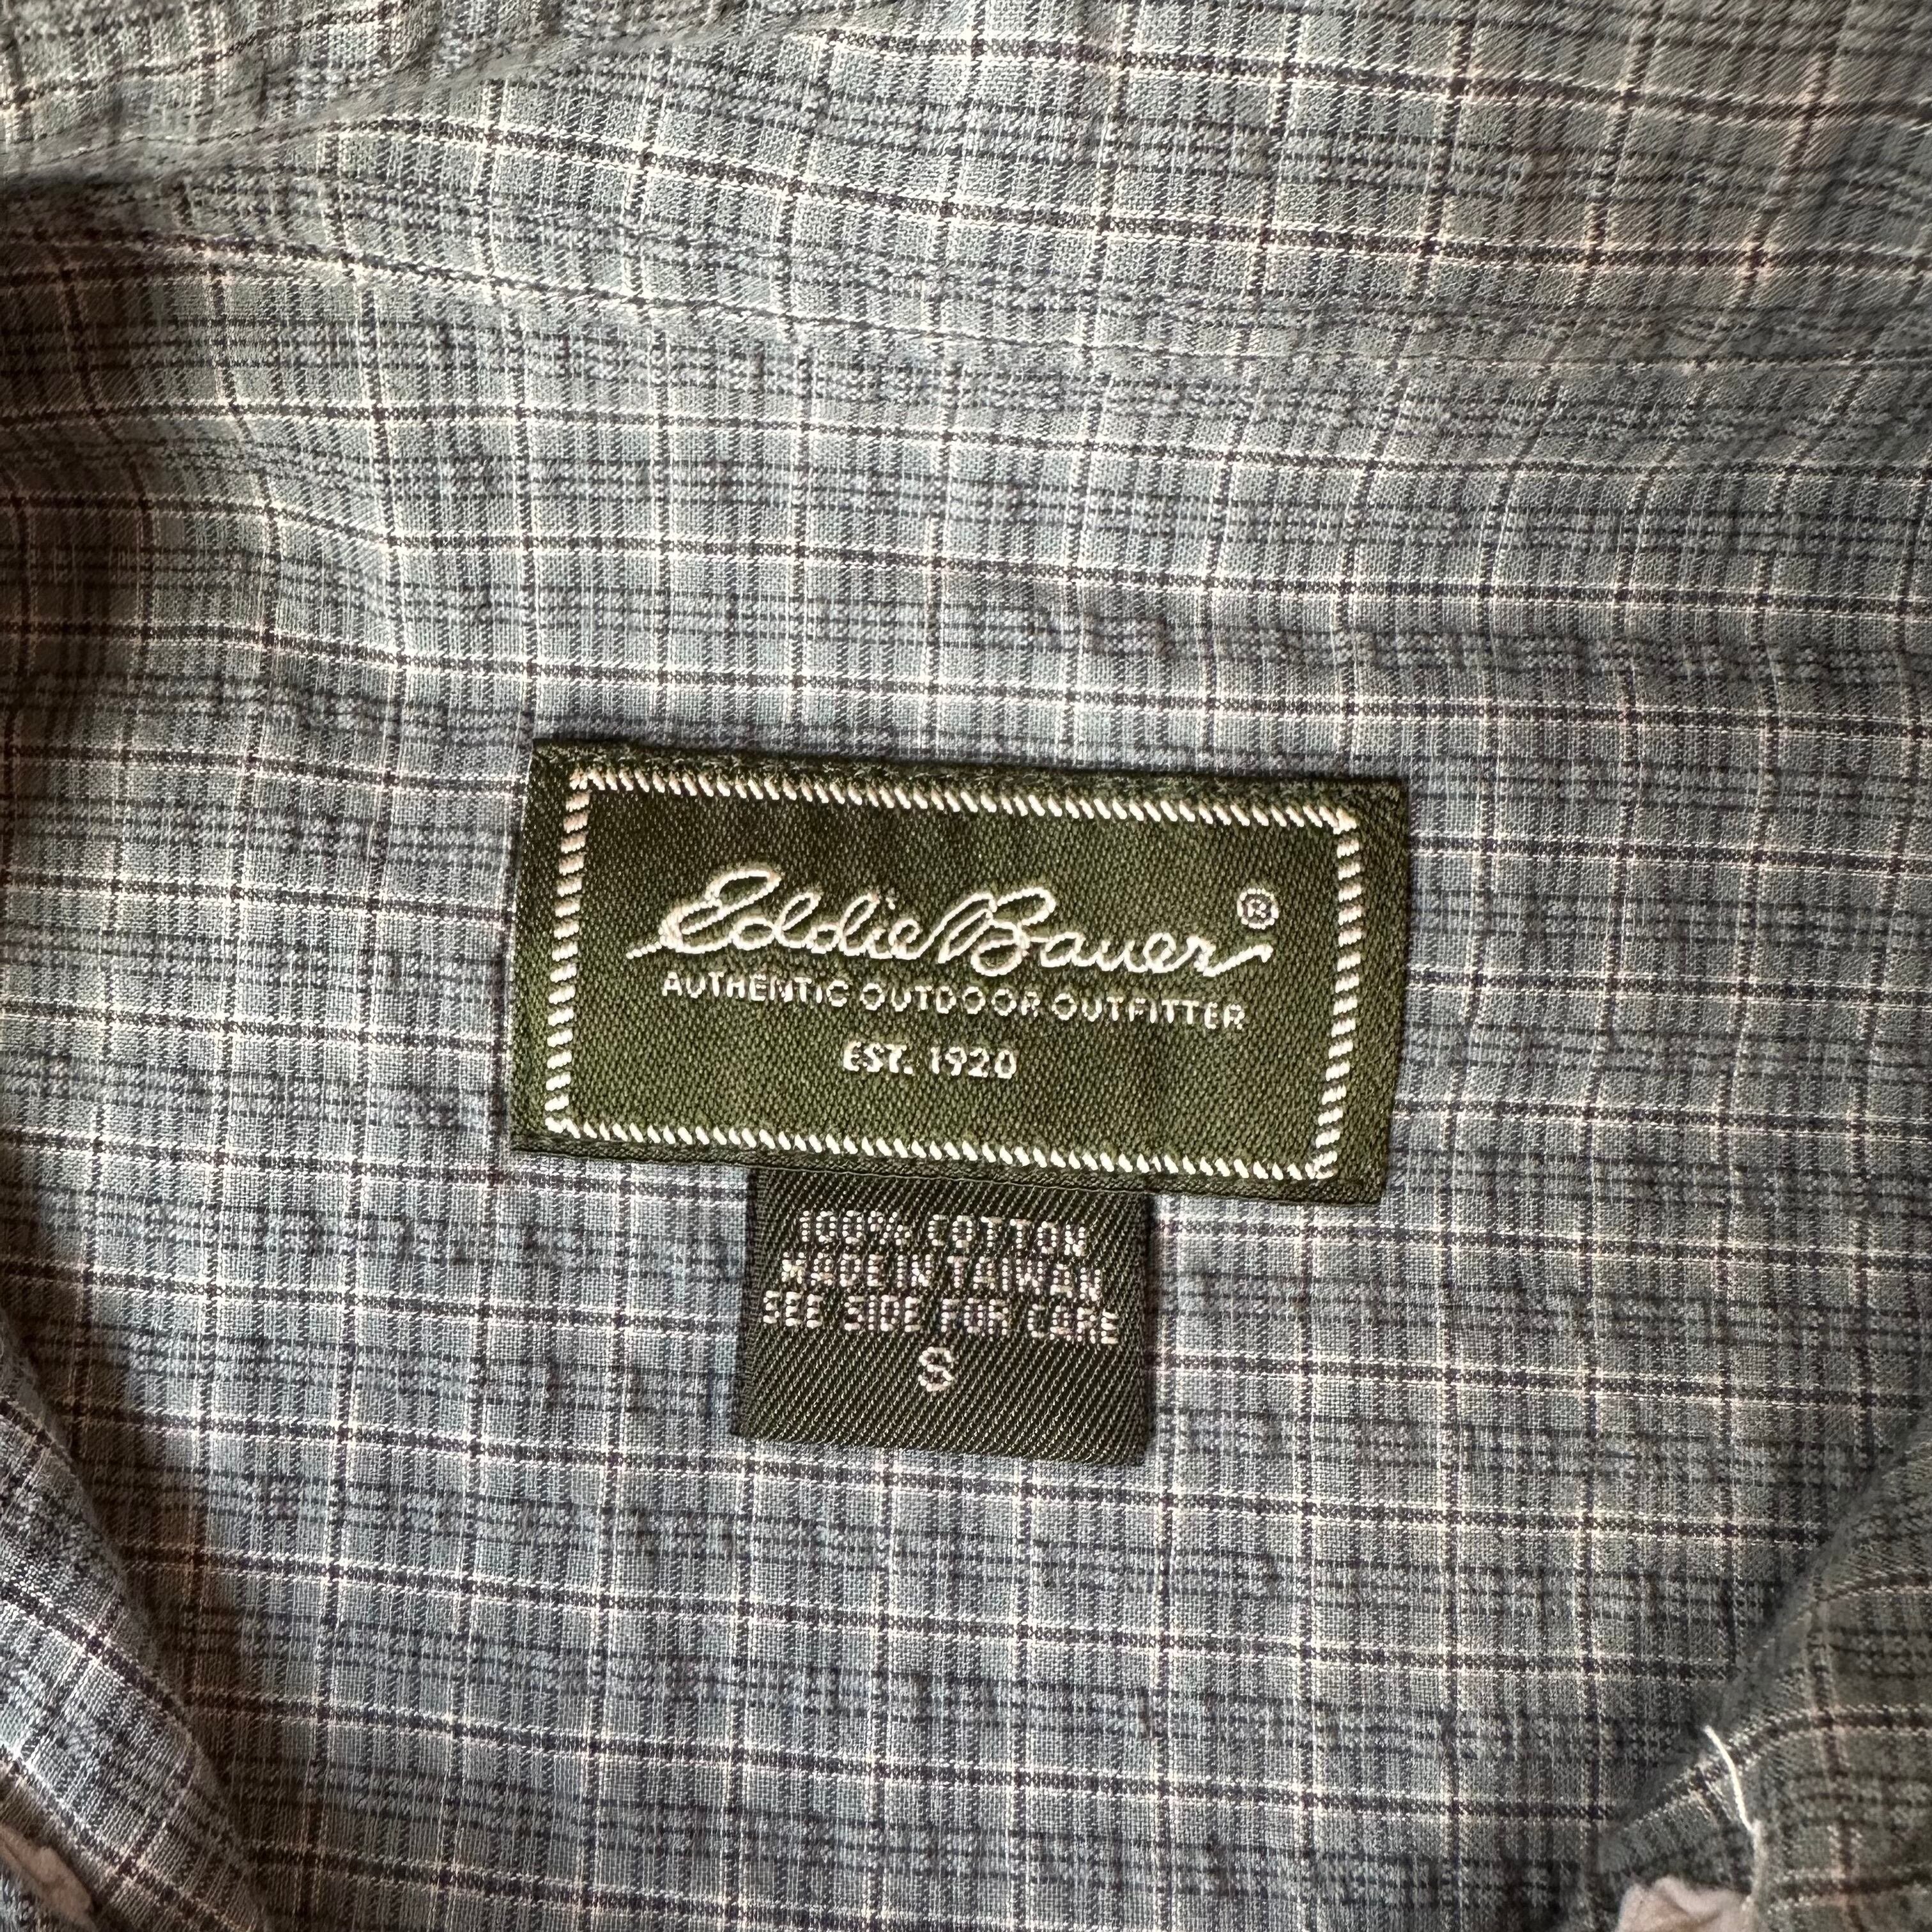 Eddie Bauer ®
AUTHENTIC OUTDOOR OUTFITTER
EST. 1920
100% COTTON
MADE IN TAIWAN
SEE SIDE FOR CARE
S